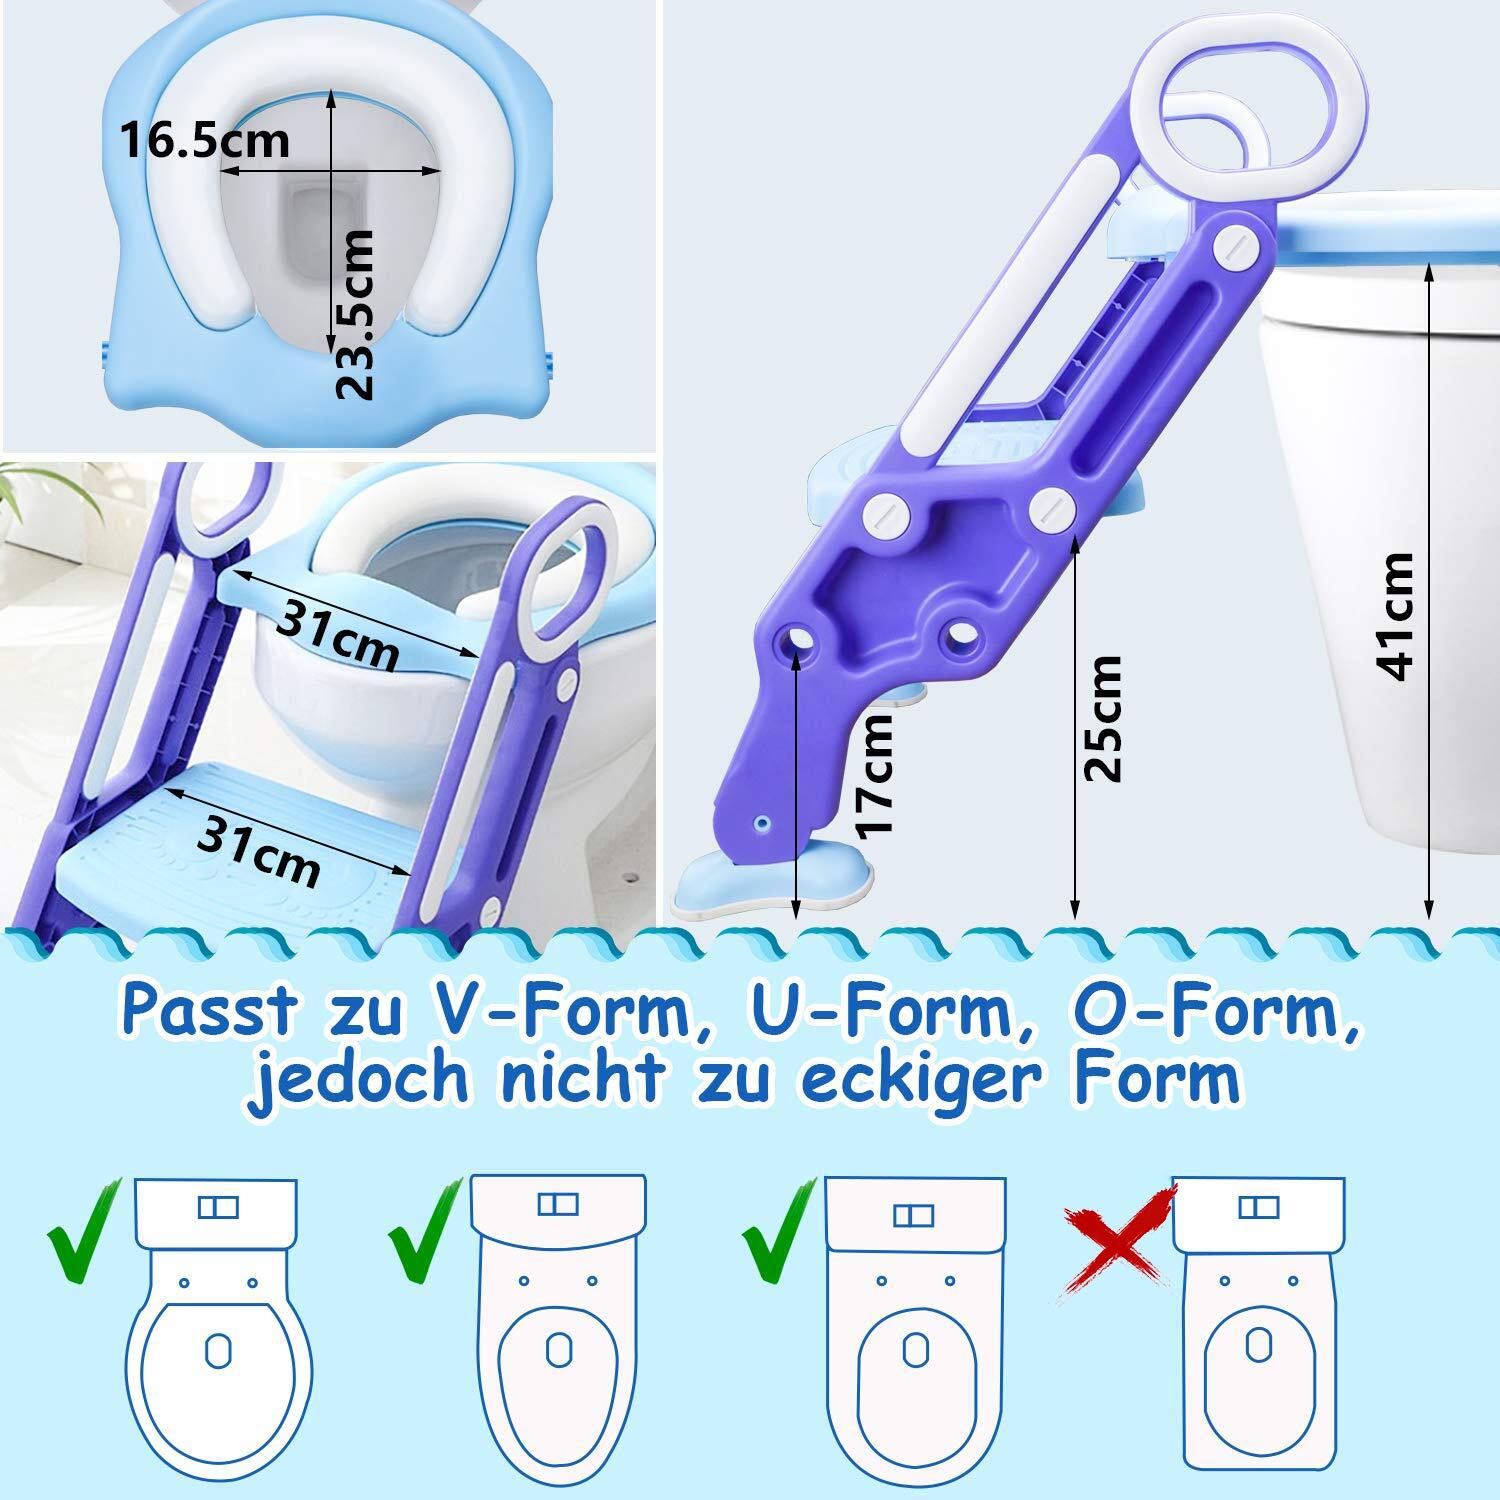 16.5cm
23.5cm
31cm
31cm
17cm
25cm
41cm
Passt zu V-Form, U-Form, O-Form,
jedoch nicht zu eckiger Form